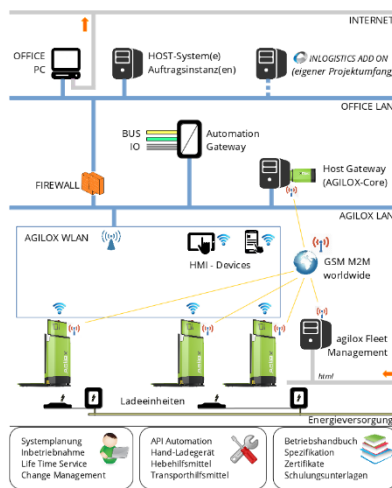 INTERNET
OFFICE
PC
HOST-System(e)
Auftragsinstanz(en)
INLOGISTICS ADD ON
(eigener Projektumfang)
OFFICE LAN
BUS
IO
Automation
Gateway
FIREWALL
Host Gateway
(AGILOX-Core)
AGILOX LAN
AGILOX WLAN
HMI - Devices
GSM M2M
worldwide
agilox Fleet
Management
html
Ladeeinheiten
Energieversorgung
Systemplanung
Inbetriebnahme
Life Time Service
Change Management
API Automation
Hand-Ladegerät
Hebehilfsmittel
Transporthilfsmittel
Betriebshandbuch
Spezifikation
Zertifikate
Schulungsunterlagen